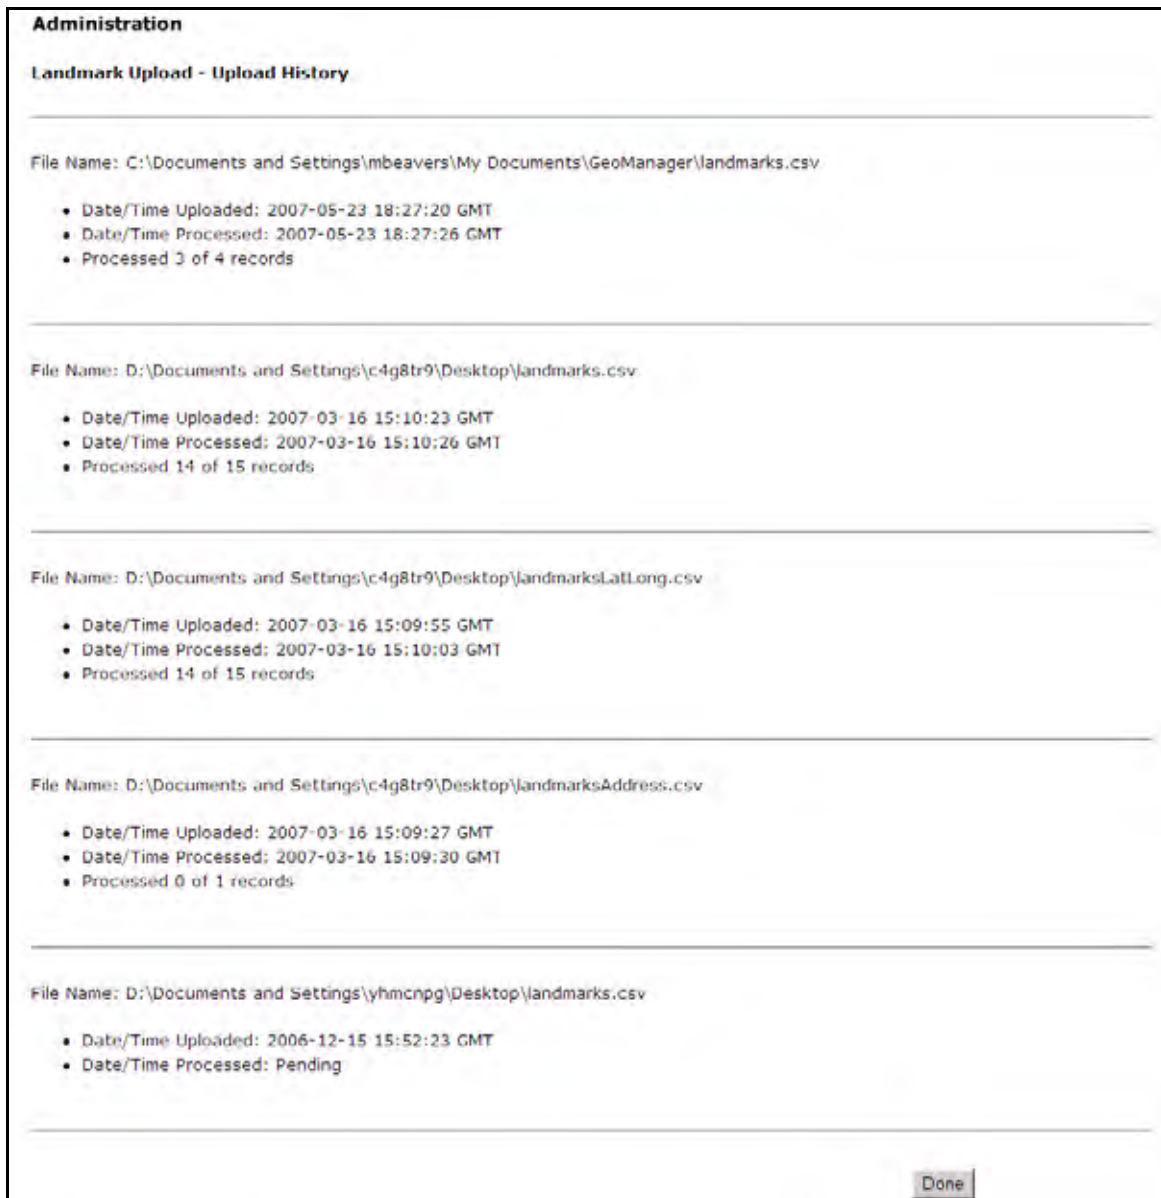 Administration
Landmark Upload - Upload History
File Name: C:\Documents and Settings\mbeavers\My Documents\GeoManager\landmarks.csv
• Date/Time Uploaded: 2007-05-23 18:27:20 GMT
• Date/Time Processed: 2007-05-23 18:27:26 GMT
• Processed 3 of 4 records
File Name: D:\Documents and Settings\c4g8tr9\Desktop\landmarks.csv
• Date/Time Uploaded: 2007-03-16 15:10:23 GMT
• Date/Time Processed: 2007-03-16 15:10:26 GMT
• Processed 14 of 15 records
File Name: D:\Documents and Settings\c4g8tr9\Desktop\landmarksLatLong.csv
• Date/Time Uploaded: 2007-03-16 15:09:55 GMT
• Date/Time Processed: 2007-03-16 15:10:03 GMT
• Processed 14 of 15 records
File Name: D:\Documents and Settings\c4g8tr9\Desktop\landmarksAddress.csv
• Date/Time Uploaded: 2007-03-16 15:09:27 GMT
• Date/Time Processed: 2007-03-16 15:09:30 GMT
• Processed 0 of 1 records
File Name: D:\Documents and Settings\yhmcnpg\Desktop\landmarks.csv
• Date/Time Uploaded: 2006-12-15 15:52:23 GMT
• Date/Time Processed: Pending
Done